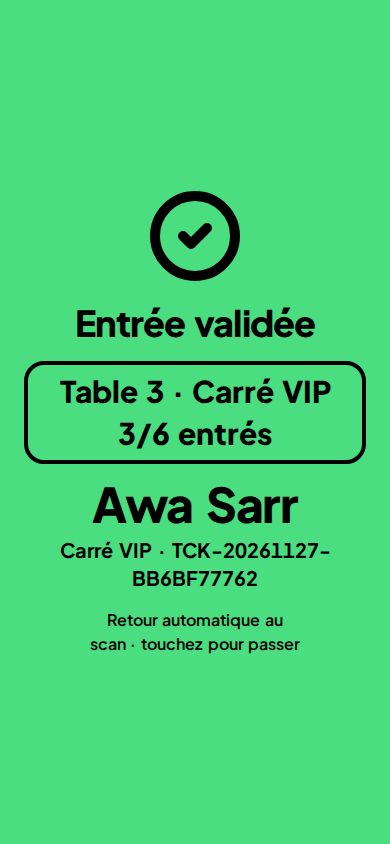 Entrée validée
Table 3 · Carré VIP
3/6 entrés
Awa Sarr
Carré VIP · TCK-20261127-
BB6BF77762
Retour automatique au
scan · touchez pour passer